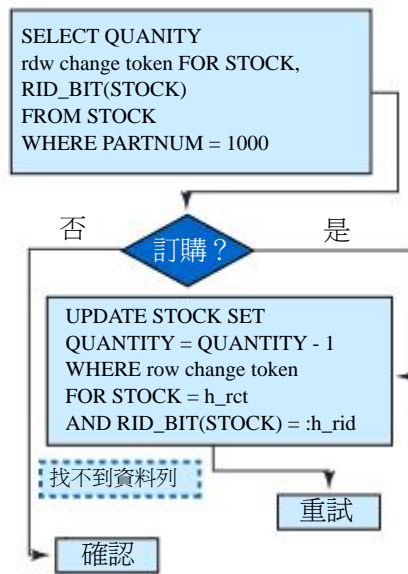 SELECT QUANITY
rdw change token FOR STOCK,
RID_BIT(STOCK)
FROM STOCK
WHERE PARTNUM = 1000
否
訂購？
是
UPDATE STOCK SET
QUANTITY = QUANTITY - 1
WHERE row change token
FOR STOCK = h_rct
AND RID_BIT(STOCK) = :h_rid
找不到資料列
重試
確認